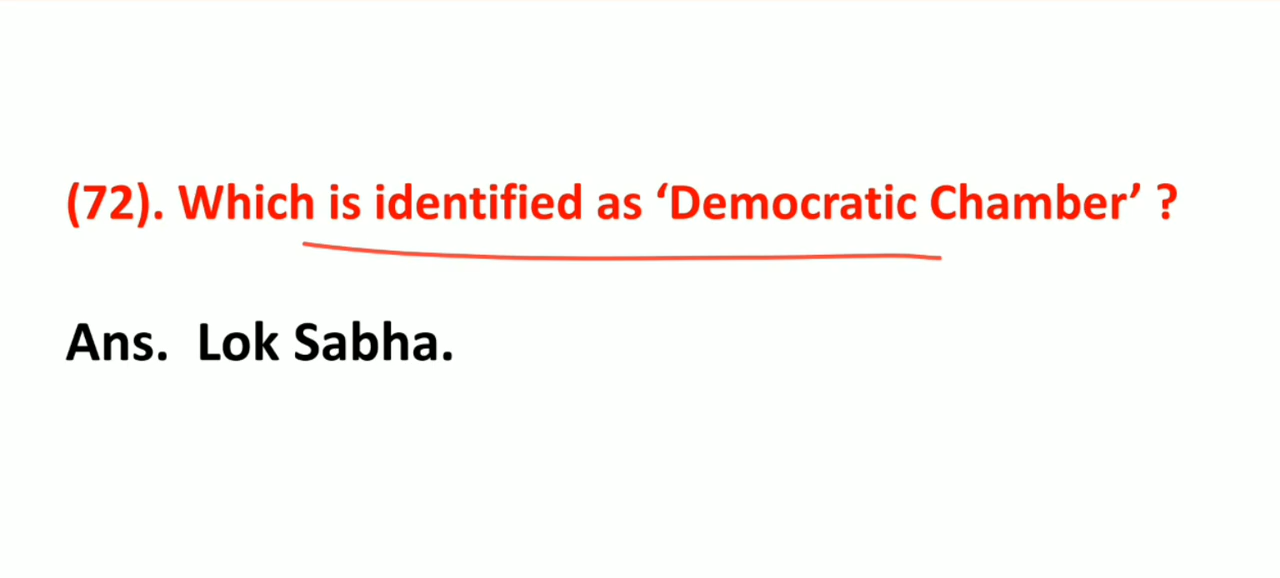 (72). Which is identified as ‘Democratic Chamber’ ?
Ans. Lok Sabha.